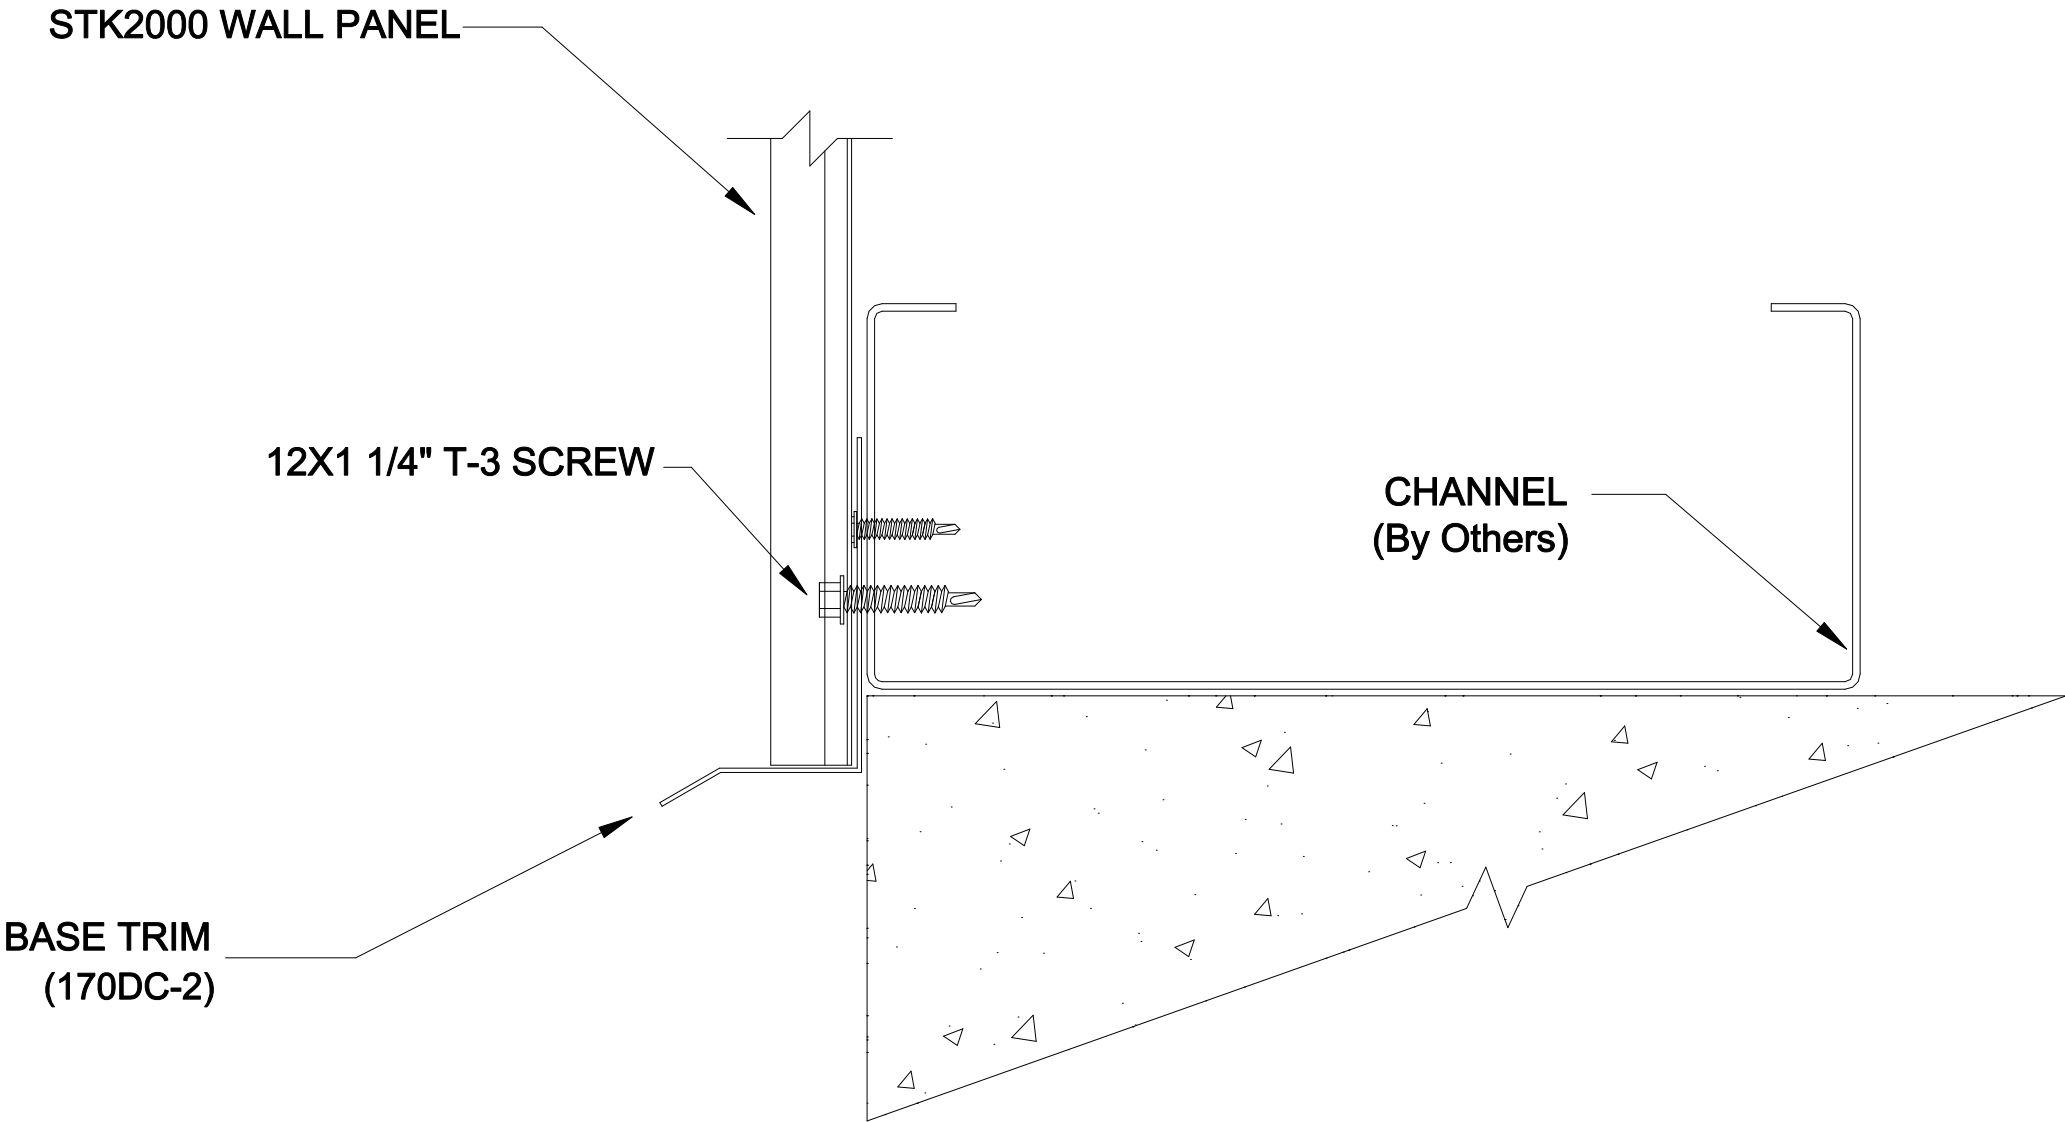 STK2000 WALL PANEL
12X1 1/4" T-3 SCREW
CHANNEL
(By Others)
BASE TRIM
(170DC-2)